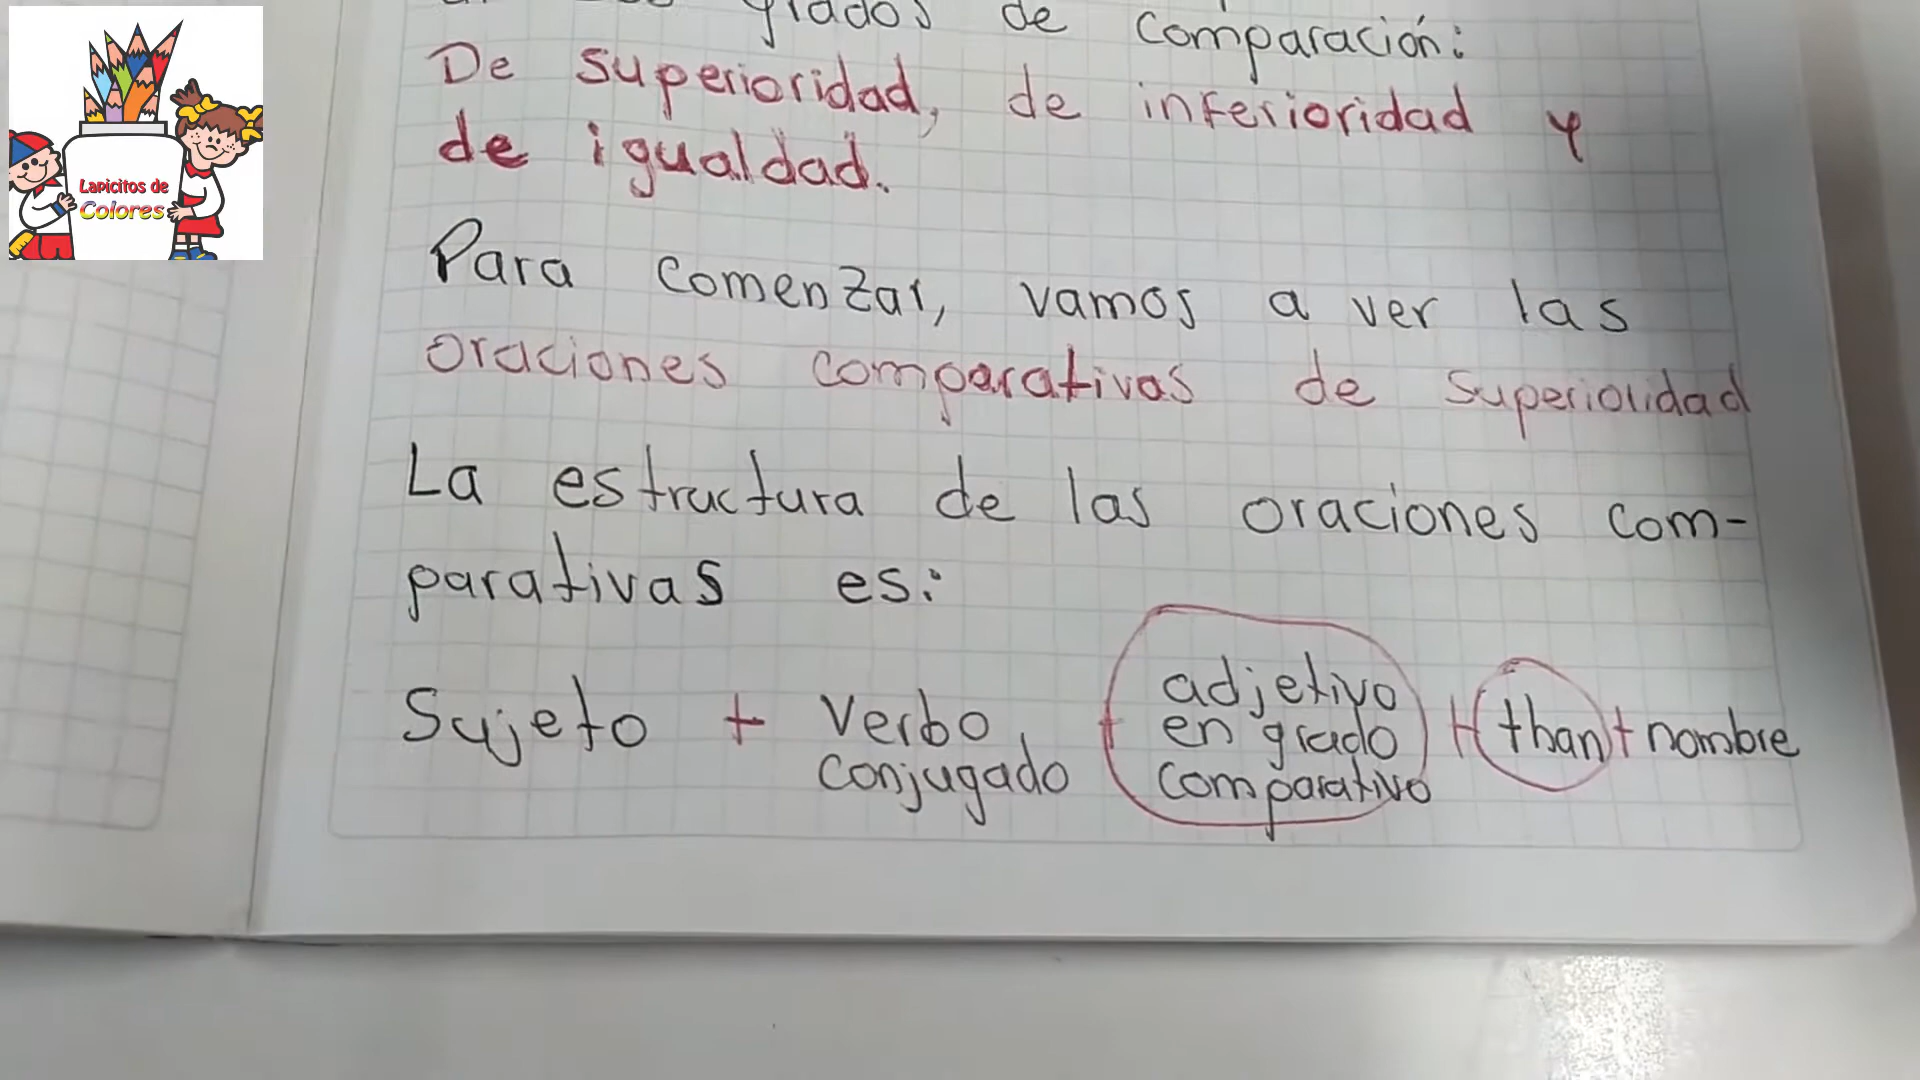 Lapicitos de
Colores
grados de comparación:
De superioridad, de inferioridad y
de igualdad.
Para comenzar, vamos a ver las
oraciones comparativas de superioridad
La estructura de las oraciones com-
parativas es:
Sujeto + verbo conjugado + adjetivo en grado comparativo + than + nombre